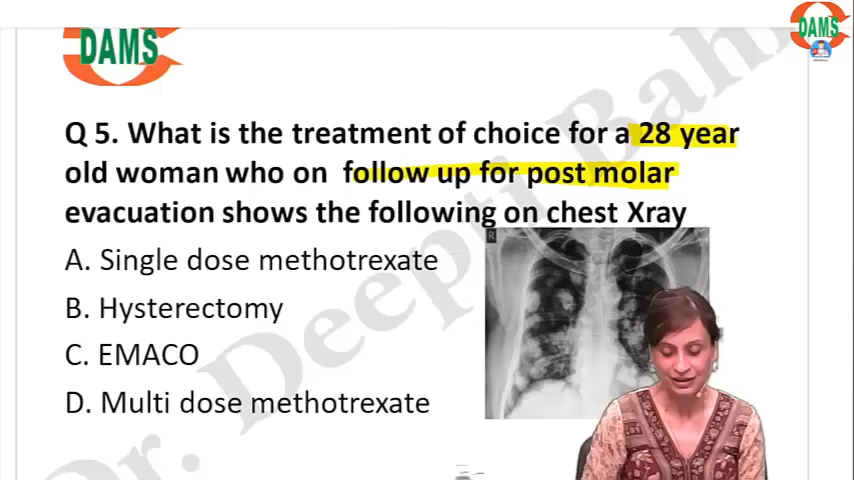 DAMS
DAMS
Q 5. What is the treatment of choice for a 28 year
old woman who on follow up for post molar
evacuation shows the following on chest Xray
A. Single dose methotrexate
B. Hysterectomy
C. EMACO
D. Multi dose methotrexate
R
Dr. Deepti Bahl